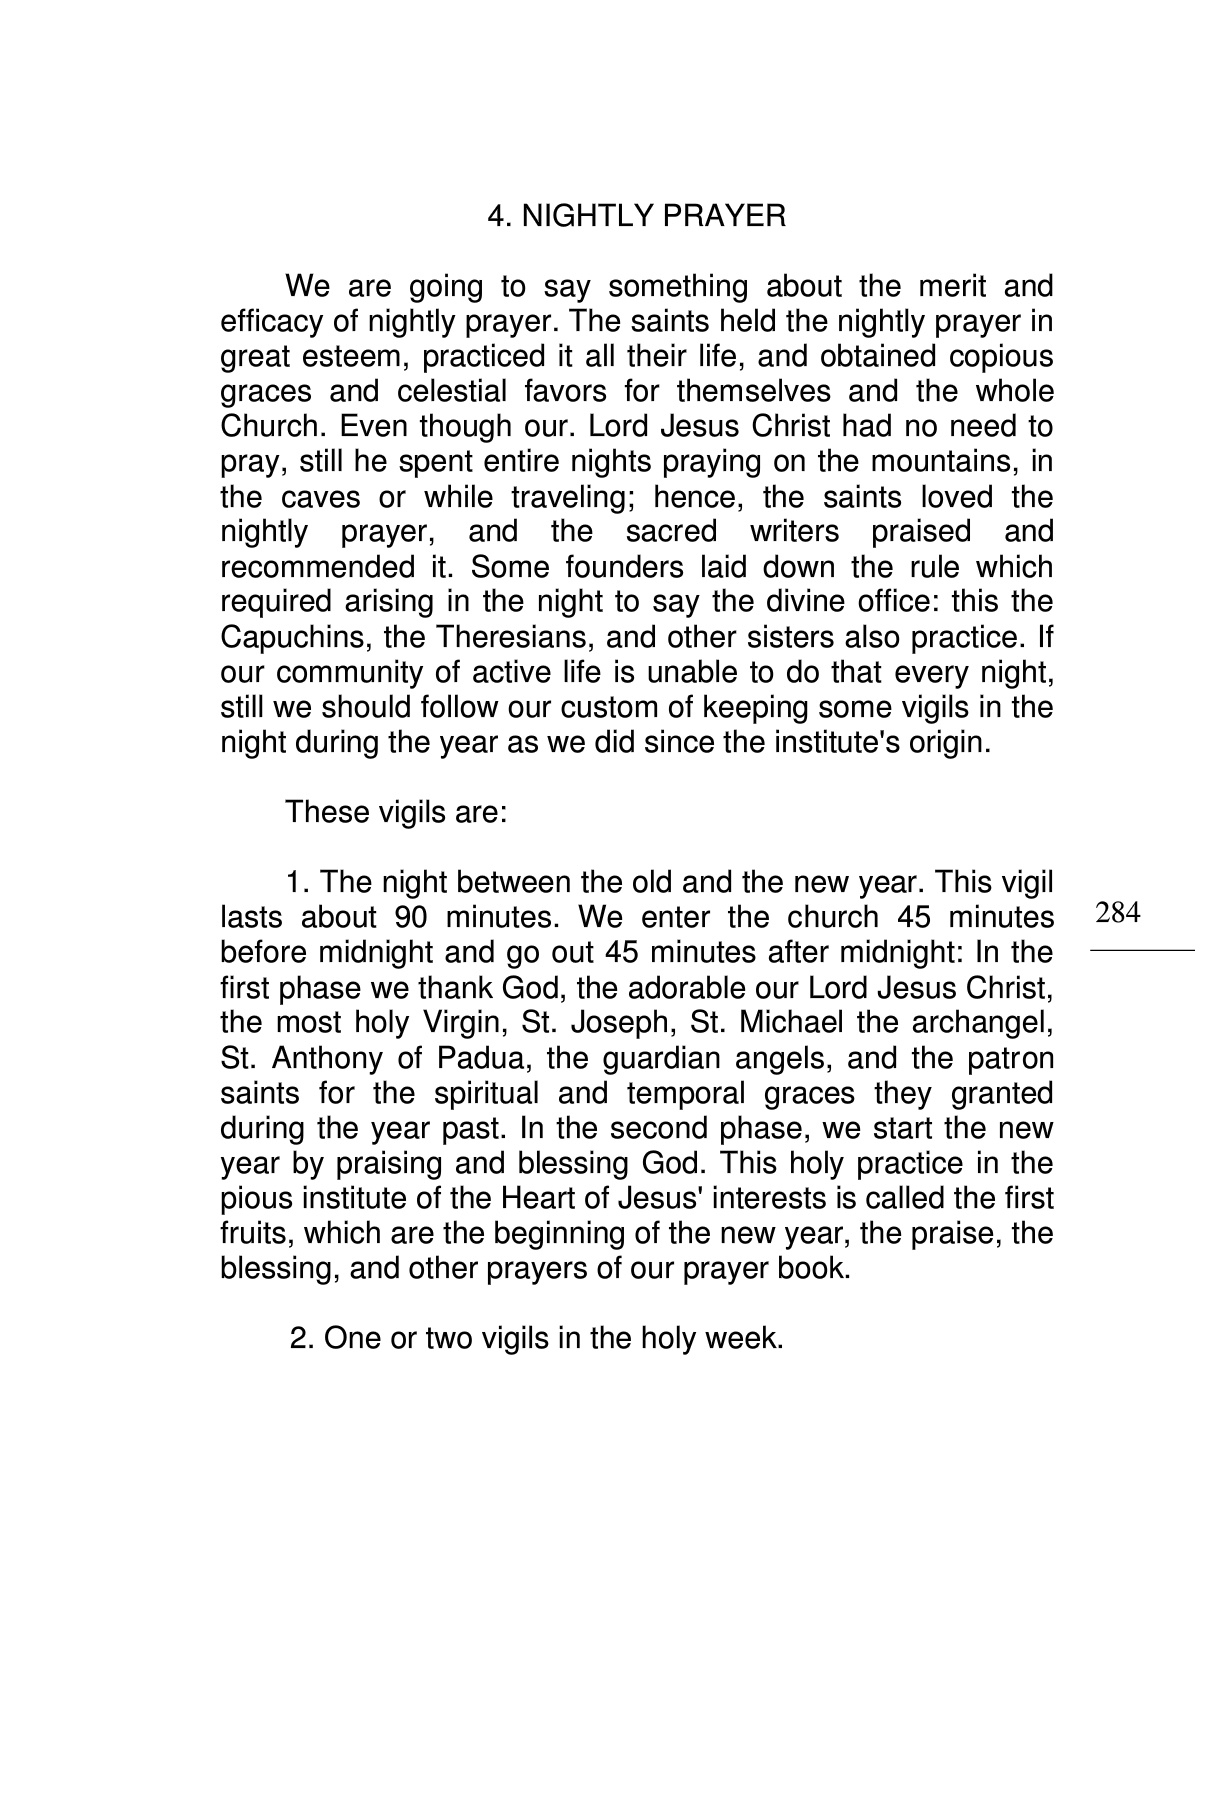 4. NIGHTLY PRAYER
We are going to say something about the merit and
efficacy of nightly prayer. The saints held the nightly prayer in
great esteem, practiced it all their life, and obtained copious
graces and celestial favors for themselves and the whole
Church. Even though our. Lord Jesus Christ had no need to
pray, still he spent entire nights praying on the mountains, in
the caves or while traveling; hence, the saints loved the
nightly prayer, and the sacred writers praised and
recommended it. Some founders laid down the rule which
required arising in the night to say the divine office: this the
Capuchins, the Theresians, and other sisters also practice. If
our community of active life is unable to do that every night,
still we should follow our custom of keeping some vigils in the
night during the year as we did since the institute's origin.
These vigils are:
1. The night between the old and the new year. This vigil
lasts about 90 minutes. We enter the church 45 minutes
before midnight and go out 45 minutes after midnight: In the
first phase we thank God, the adorable our Lord Jesus Christ,
the most holy Virgin, St. Joseph, St. Michael the archangel,
St. Anthony of Padua, the guardian angels, and the patron
saints for the spiritual and temporal graces they granted
during the year past. In the second phase, we start the new
year by praising and blessing God. This holy practice in the
pious institute of the Heart of Jesus' interests is called the first
fruits, which are the beginning of the new year, the praise, the
blessing, and other prayers of our prayer book.
2. One or two vigils in the holy week.
284